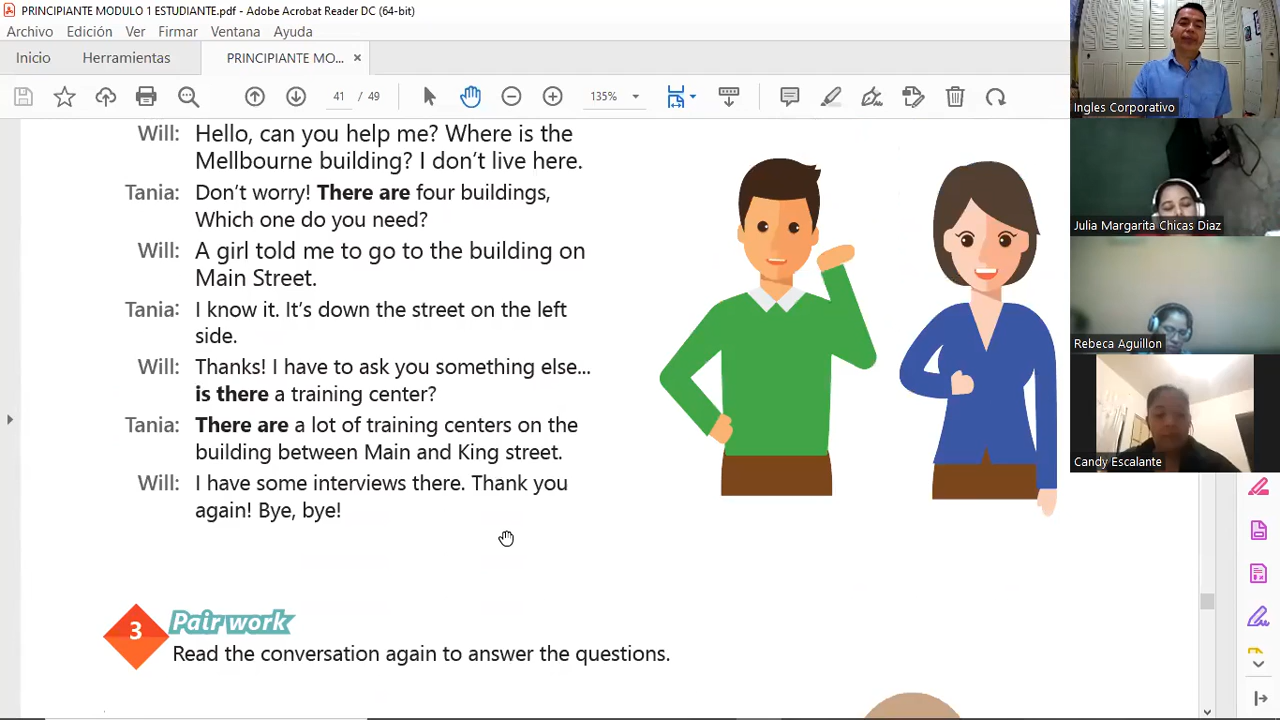 PRINCIPIANTE MODULO 1 ESTUDIANTE.pdf - Adobe Acrobat Reader DC (64-bit)
Archivo Edición Ver Firmar Ventana Ayuda
Inicio Herramientas PRINCIPIANTE MO... ×
41 / 49 135%
Will: Hello, can you help me? Where is the
Mellbourne building? I don't live here.
Tania: Don't worry! There are four buildings,
Which one do you need?
Will: A girl told me to go to the building on
Main Street.
Tania: I know it. It's down the street on the left
side.
Will: Thanks! I have to ask you something else...
is there a training center?
Tania: There are a lot of training centers on the
building between Main and King street.
Will: I have some interviews there. Thank you
again! Bye, bye!
3 Pair work
Read the conversation again to answer the questions.
Ingles Corporativo
Julia Margarita Chicas Diaz
Rebeca Aguillon
Candy Escalante